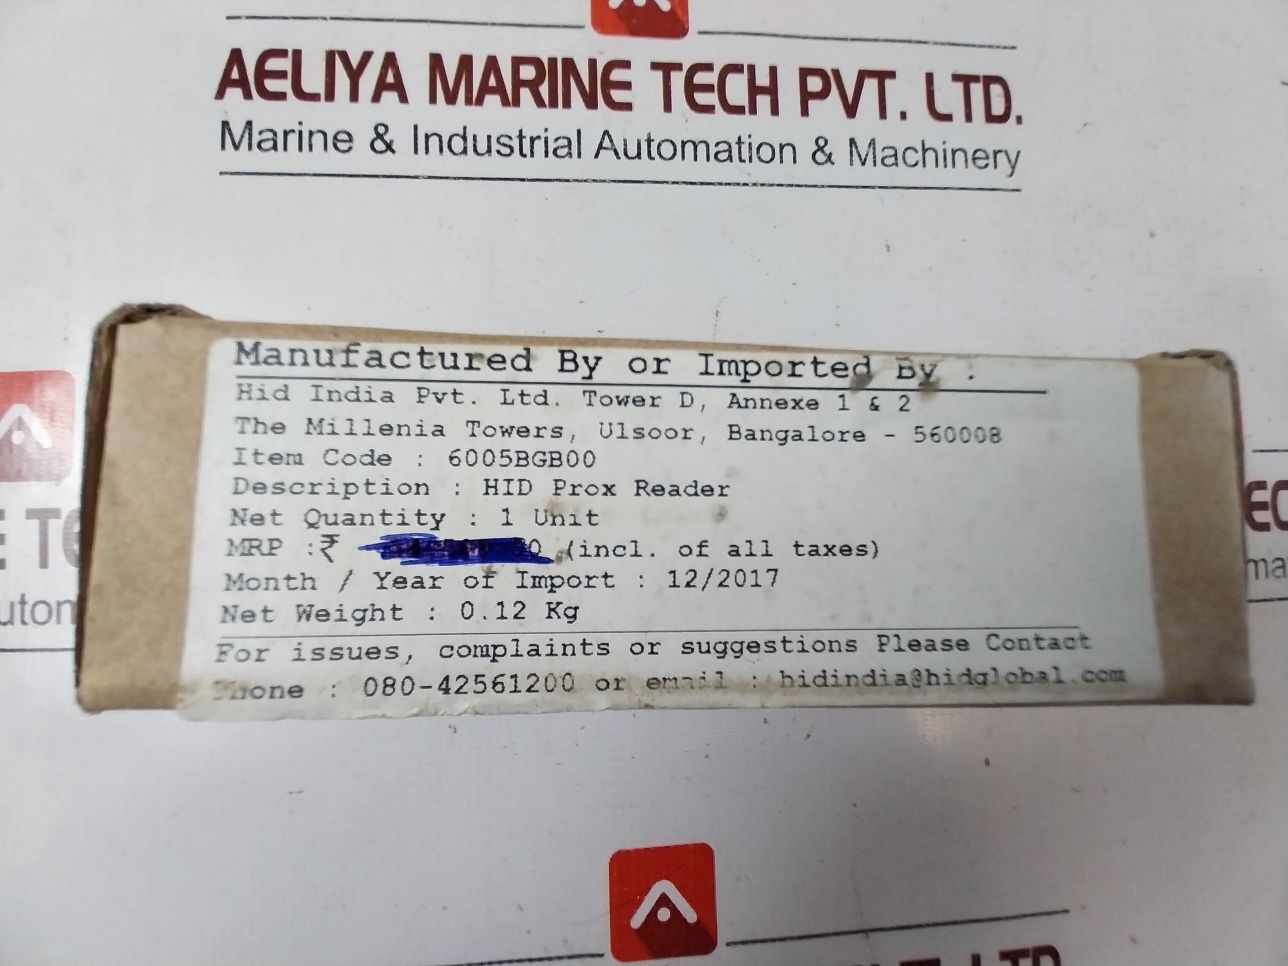 AELIYA MARINE TECH PVT. LTD.
Marine & Industrial Automation & Machinery
Manufactured By or Imported By :
Hid India Pvt. Ltd. Tower D, Annexe 1 & 2
The Millenia Towers, Ulsoor, Bangalore - 560008
Item Code : 6005BGB00
Description : HID Prox Reader
Net Quantity : 1 Unit
MRP :₹ (incl. of all taxes)
Month / Year of Import : 12/2017
Net Weight : 0.12 Kg
For issues, complaints or suggestions Please Contact
Phone : 080-42561200 or email : hidindia@hidglobal.com